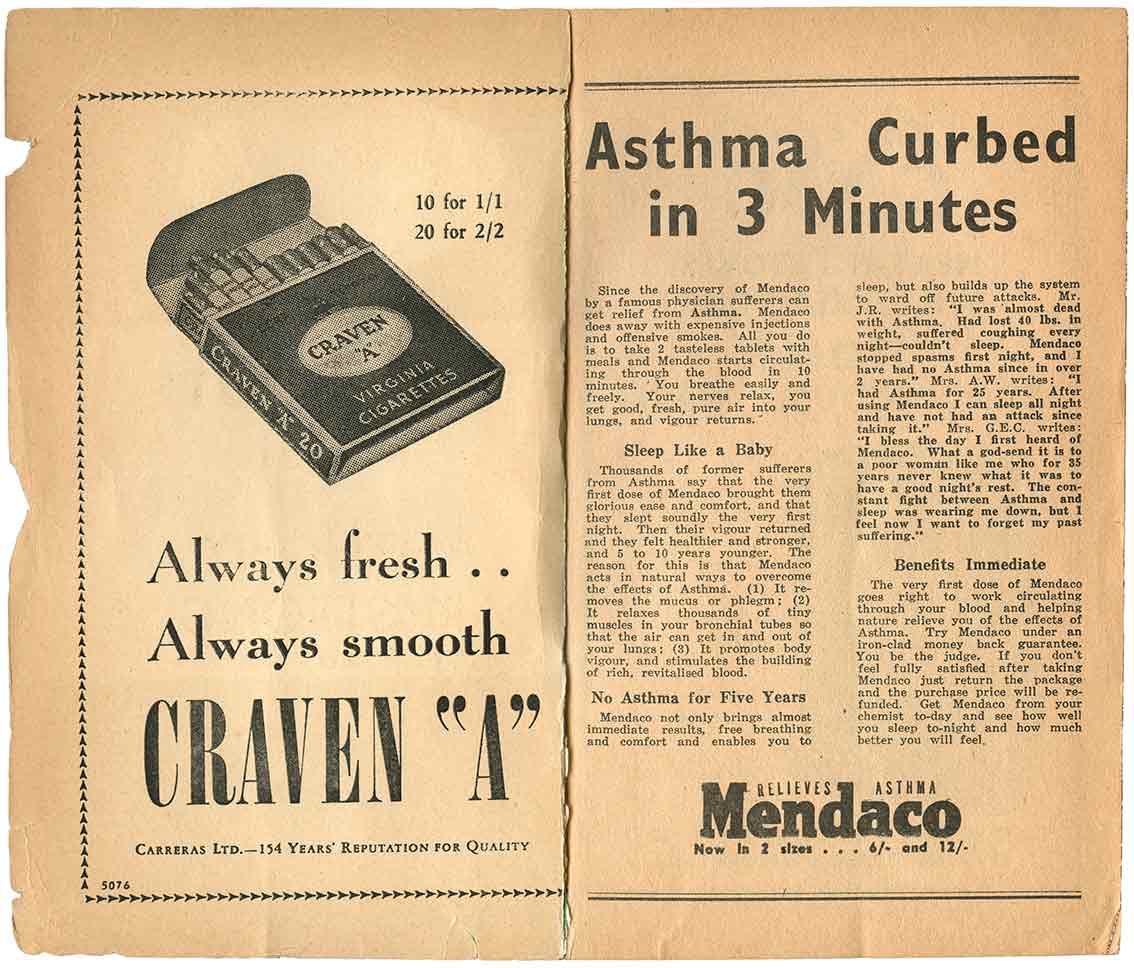 10 for 1/1
20 for 2/2
CRAVEN
"A"
VIRGINIA
CIGARETTES
CRAVEN "A" 20
Always fresh . .
Always smooth
CRAVEN "A"
CARRERAS LTD.—154 YEARS' REPUTATION FOR QUALITY
5076
Asthma Curbed
in 3 Minutes
Since the discovery of Mendaco
by a famous physician sufferers can
get relief from Asthma. Mendaco
does away with expensive injections
and offensive smokes. All you do
is to take 2 tasteless tablets with
meals and Mendaco starts circulat-
ing through the blood in 10
minutes. You breathe easily and
freely. Your nerves relax, you
get good, fresh, pure air into your
lungs, and vigour returns.
Sleep Like a Baby
Thousands of former sufferers
from Asthma say that the very
first dose of Mendaco brought them
glorious ease and comfort, and that
they slept soundly the very first
night. Then their vigour returned
and they felt healthier and stronger,
and 5 to 10 years younger. The
reason for this is that Mendaco
acts in natural ways to overcome
the effects of Asthma. (1) It re-
moves the mucus or phlegm; (2)
It relaxes thousands of tiny
muscles in your bronchial tubes so
that the air can get in and out of
your lungs; (3) It promotes body
vigour, and stimulates the building
of rich, revitalised blood.
No Asthma for Five Years
Mendaco not only brings almost
immediate results, free breathing
and comfort and enables you to
sleep, but also builds up the system
to ward off future attacks. Mr.
J.R. writes: "I was almost dead
with Asthma. Had lost 40 lbs. in
weight, suffered coughing every
night—couldn't sleep. Mendaco
stopped spasms first night, and I
have had no Asthma since in over
2 years." Mrs. A.W. writes: "I
had Asthma for 25 years. After
using Mendaco I can sleep all night
and have not had an attack since
taking it." Mrs. G.E.C. writes:
"I bless the day I first heard of
Mendaco. What a god-send it is to
a poor woman like me who for 35
years never knew what it was to
have a good night's rest. The con-
stant fight between Asthma and
sleep was wearing me down, but I
feel now I want to forget my past
suffering."
Benefits Immediate
The very first dose of Mendaco
goes right to work circulating
through your blood and helping
nature relieve you of the effects of
Asthma. Try Mendaco under an
iron-clad money back guarantee.
You be the judge. If you don't
feel fully satisfied after taking
Mendaco just return the package
and the purchase price will be re-
funded. Get Mendaco from your
chemist to-day and see how well
you sleep to-night and how much
better you will feel.
RELIEVES ASTHMA
Mendaco
Now in 2 sizes . . . 6/- and 12/-